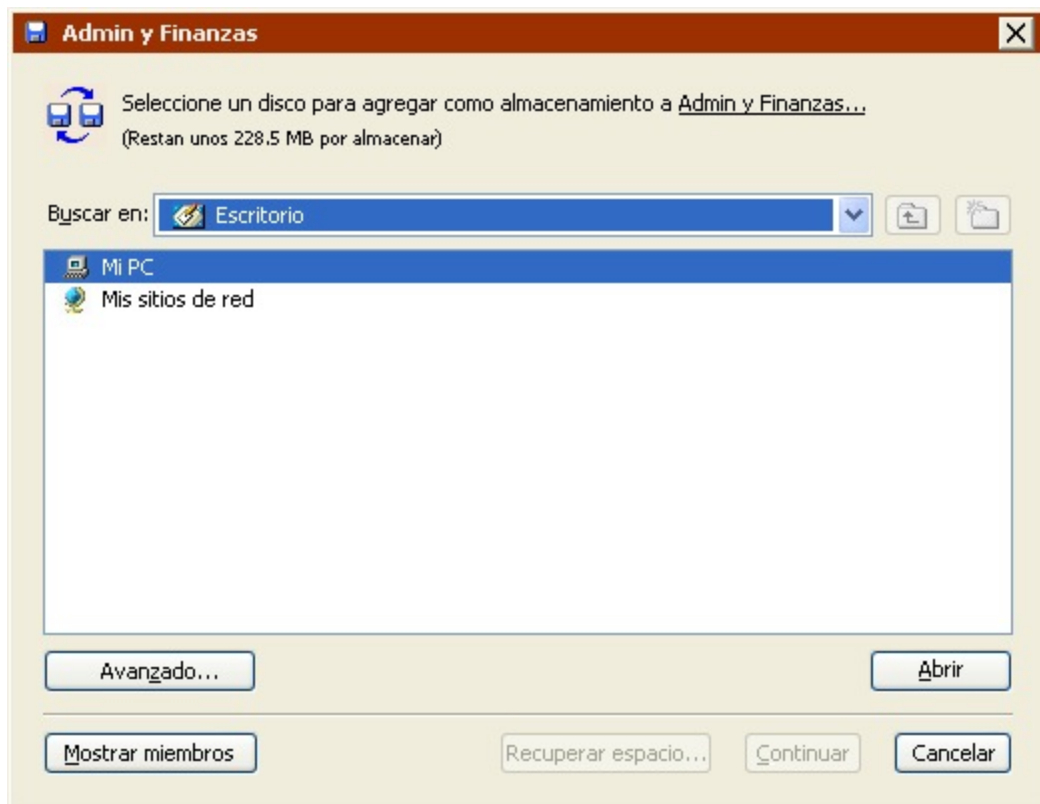 Admin y Finanzas
Seleccione un disco para agregar como almacenamiento a Admin y Finanzas...
(Restan unos 228.5 MB por almacenar)
Buscar en: Escritorio
Mi PC
Mis sitios de red
Avanzado... Abrir
Mostrar miembros Recuperar espacio... Continuar Cancelar